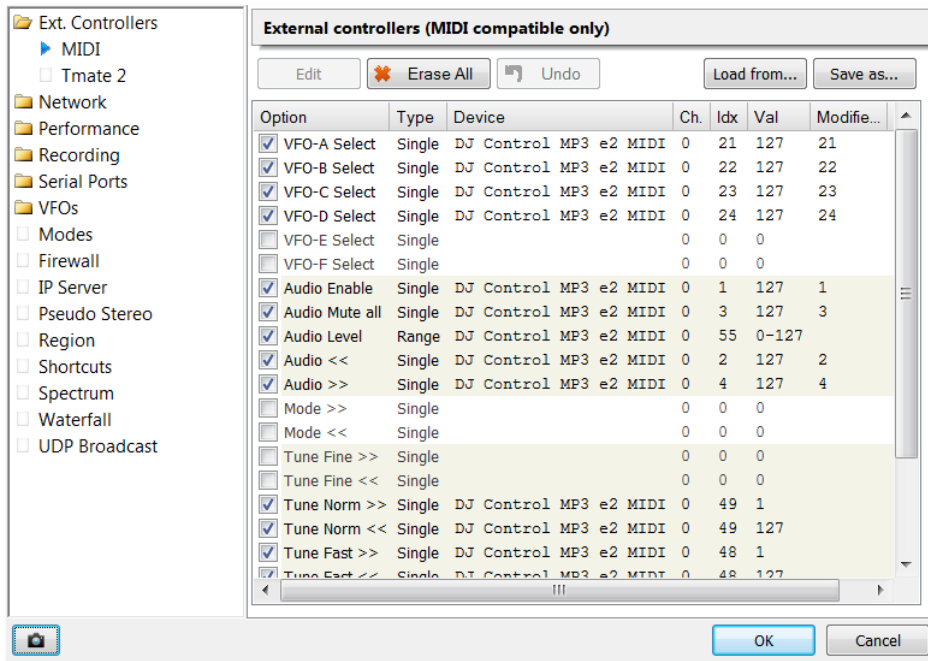 Ext. Controllers
MIDI
Tmate 2
Network
Performance
Recording
Serial Ports
VFOs
Modes
Firewall
IP Server
Pseudo Stereo
Region
Shortcuts
Spectrum
Waterfall
UDP Broadcast
External controllers (MIDI compatible only)
Edit Erase All Undo Load from... Save as...
Option Type Device Ch. Idx Val Modifie...
VFO-A Select Single DJ Control MP3 e2 MIDI 0 21 127 21
VFO-B Select Single DJ Control MP3 e2 MIDI 0 22 127 22
VFO-C Select Single DJ Control MP3 e2 MIDI 0 23 127 23
VFO-D Select Single DJ Control MP3 e2 MIDI 0 24 127 24
VFO-E Select Single 0 0 0
VFO-F Select Single 0 0 0
Audio Enable Single DJ Control MP3 e2 MIDI 0 1 127 1
Audio Mute all Single DJ Control MP3 e2 MIDI 0 3 127 3
Audio Level Range DJ Control MP3 e2 MIDI 0 55 0-127
Audio << Single DJ Control MP3 e2 MIDI 0 2 127 2
Audio >> Single DJ Control MP3 e2 MIDI 0 4 127 4
Mode >> Single 0 0 0
Mode << Single 0 0 0
Tune Fine >> Single 0 0 0
Tune Fine << Single 0 0 0
Tune Norm >> Single DJ Control MP3 e2 MIDI 0 49 1
Tune Norm << Single DJ Control MP3 e2 MIDI 0 49 127
Tune Fast >> Single DJ Control MP3 e2 MIDI 0 48 1
Tune Fast << Single DJ Control MP3 e2 MIDI 0 48 127
OK Cancel